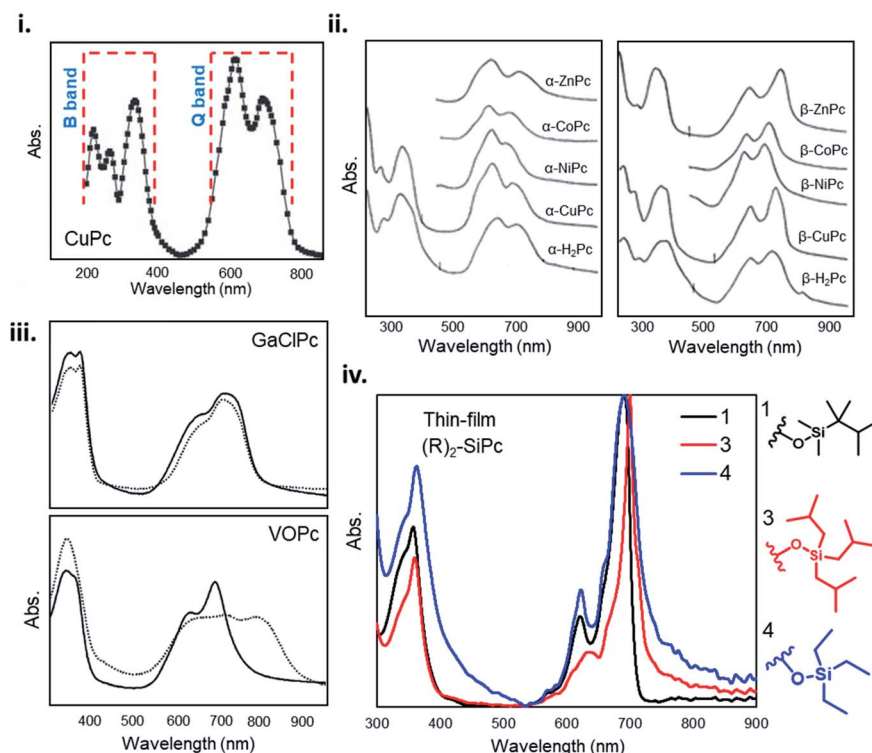 i.
B band
Q band
Abs.
CuPc
200 400 600 800
Wavelength (nm)
ii.
α-ZnPc
α-CoPc
α-NiPc
α-CuPc
α-H₂Pc
Abs.
300 500 700 900
Wavelength (nm)
β-ZnPc
β-CoPc
β-NiPc
β-CuPc
β-H₂Pc
300 500 700 900
Wavelength (nm)
iii.
GaClPc
VOPc
Abs.
400 500 600 700 800 900
Wavelength (nm)
iv.
Thin-film
(R)₂-SiPc
1
3
4
Abs.
300 400 500 600 700 800 900
Wavelength (nm)
1
Si
O
3
O
Si
4
O
Si